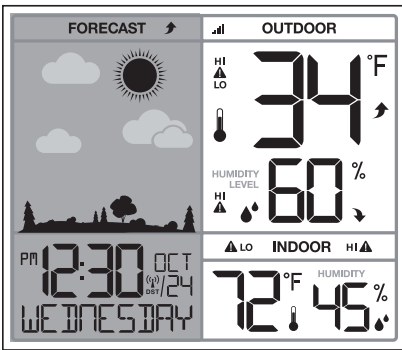 FORECAST
OUTDOOR
HI
LO
34 °F
HUMIDITY
LEVEL
HI
60 %
PM 12:30 OCT
DST /24
WEDNESDAY
LO INDOOR HI
72 °F
HUMIDITY
45 %